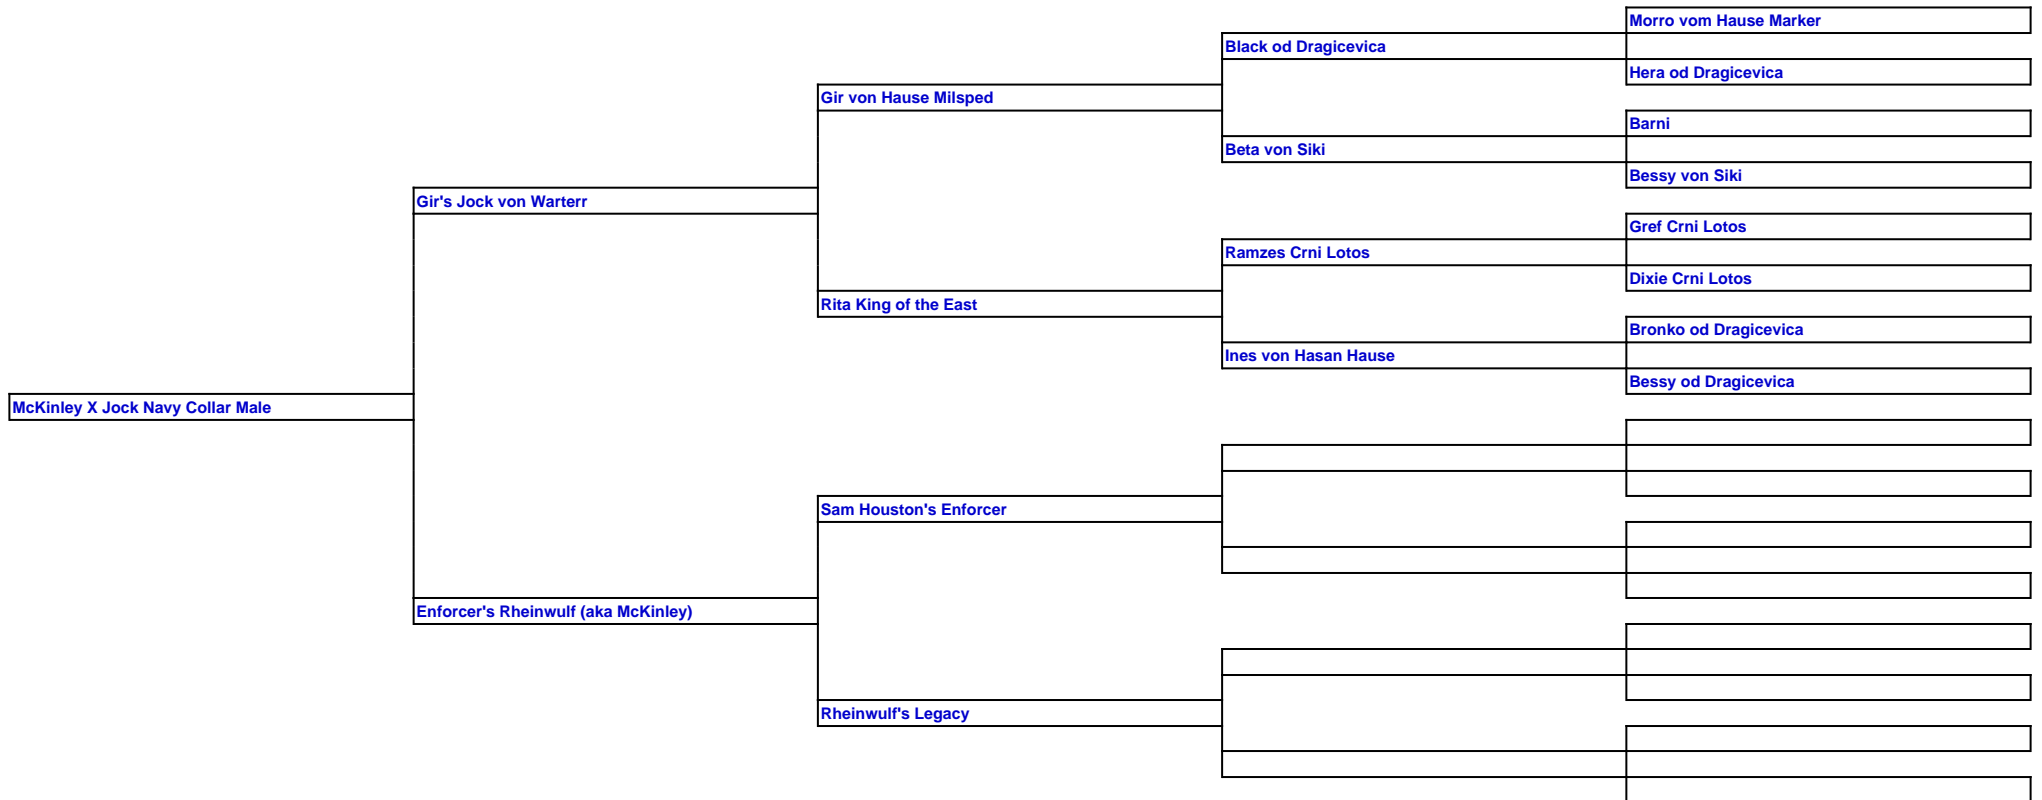 Morro vom Hause Marker
Black od Dragicevica
Hera od Dragicevica
Gir von Hause Milsped
Barni
Beta von Siki
Bessy von Siki
Gir's Jock von Warterr
Gref Crni Lotos
Ramzes Crni Lotos
Dixie Crni Lotos
Rita King of the East
Bronko od Dragicevica
Ines von Hasan Hause
Bessy od Dragicevica
McKinley X Jock Navy Collar Male
Sam Houston's Enforcer
Enforcer's Rheinwulf (aka McKinley)
Rheinwulf's Legacy